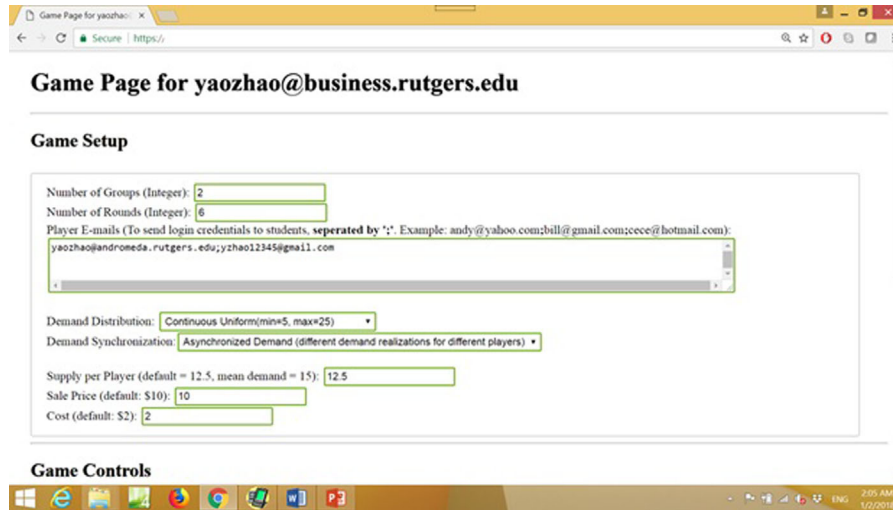 Game Page for yaozhao
Secure | https:/
Game Page for yaozhao@business.rutgers.edu
Game Setup
Number of Groups (Integer): 2
Number of Rounds (Integer): 6
Player E-mails (To send login credentials to students, seperated by ';'. Example: andy@yahoo.com;bill@gmail.com;cece@hotmail.com):
yaozhao@andromeda.rutgers.edu;yzhao12345@gmail.com
Demand Distribution: Continuous Uniform(min=5, max=25)
Demand Synchronization: Asynchronized Demand (different demand realizations for different players)
Supply per Player (default = 12.5, mean demand = 15): 12.5
Sale Price (default: $10): 10
Cost (default: $2): 2
Game Controls
ENG 2:05 AM
1/2/2018